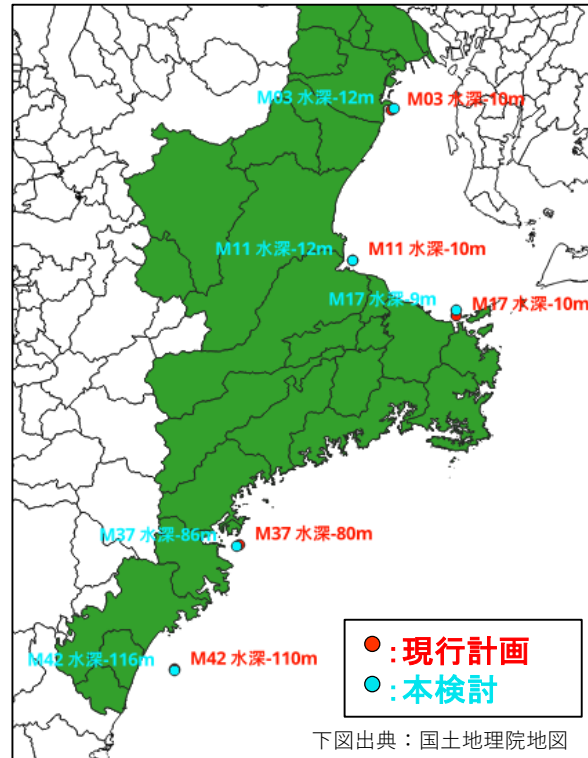 M03 水深-12m
M03 水深-10m
M11 水深-12m
M11 水深-10m
M17 水深-9m
M17 水深-10m
M37 水深-86m
M37 水深-80m
M42 水深-116m
M42 水深-110m
：現行計画
：本検討
下図出典：国土地理院地図